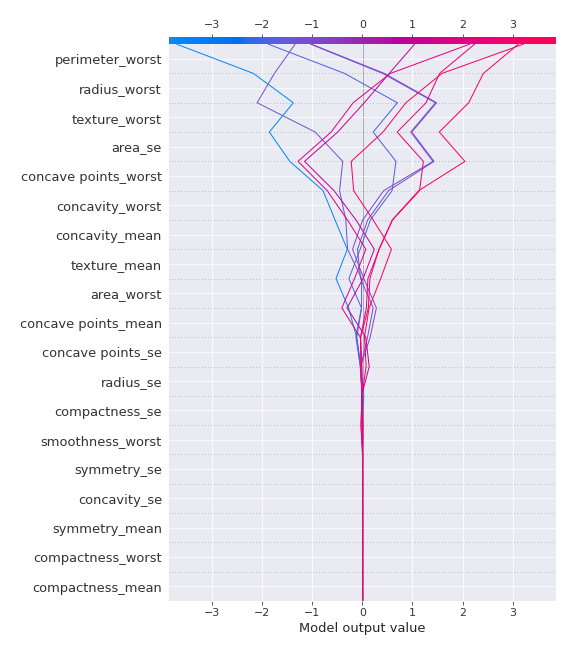 −3 −2 −1 0 1 2 3
perimeter_worst
radius_worst
texture_worst
area_se
concave points_worst
concavity_worst
concavity_mean
texture_mean
area_worst
concave points_mean
concave points_se
radius_se
compactness_se
smoothness_worst
symmetry_se
concavity_se
symmetry_mean
compactness_worst
compactness_mean
−3 −2 −1 0 1 2 3
Model output value